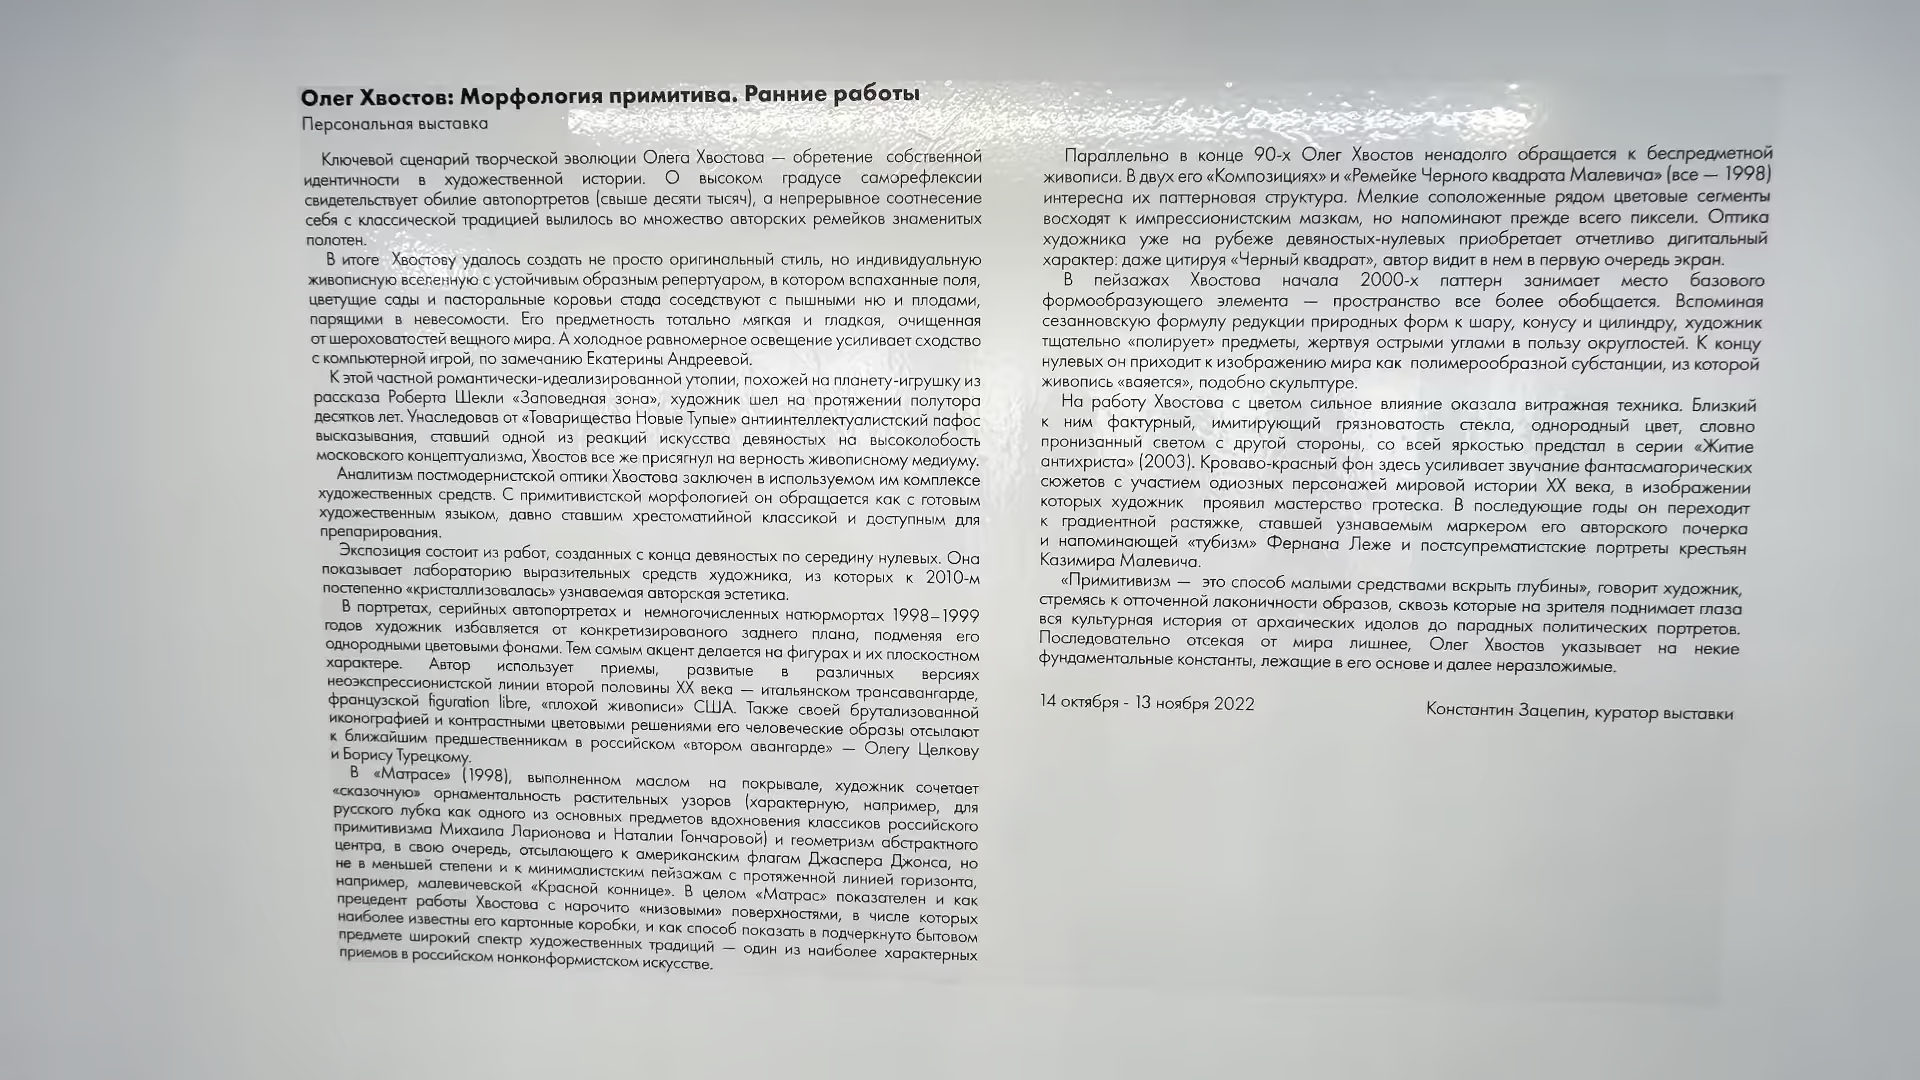 Олег Хвостов: Морфология примитива. Ранние работы
Персональная выставка
Ключевой сценарий творческой эволюции Олега Хвостова — обретение собственной
идентичности в художественной истории. О высоком градусе саморефлексии
свидетельствует обилие автопортретов (свыше десяти тысяч), а непрерывное соотнесение
себя с классической традицией вылилось во множество авторских ремейков знаменитых
полотен.
В итоге Хвостову удалось создать не просто оригинальный стиль, но индивидуальную
живописную вселенную с устойчивым образным репертуаром, в котором вспаханные поля,
цветущие сады и пасторальные коровьи стада соседствуют с пышными ню и плодами,
парящими в невесомости. Его предметность тотально мягкая и гладкая, очищенная
от шероховатостей вещного мира. А холодное равномерное освещение усиливает сходство
с компьютерной игрой, по замечанию Екатерины Андреевой.
К этой частной романтически-идеализированной утопии, похожей на планету-игрушку из
рассказа Роберта Шекли «Заповедная зона», художник шел на протяжении полутора
десятков лет. Унаследовав от «Товарищества Новые Тупые» антиинтеллектуалистский пафос
высказывания, ставший одной из реакций искусства девяностых на высоколобость
московского концептуализма, Хвостов все же присягнул на верность живописному медиуму.
Аналитизм постмодернистской оптики Хвостова заключен в используемом им комплексе
художественных средств. С примитивистской морфологией он обращается как с готовым
художественным языком, давно ставшим хрестоматийной классикой и доступным для
препарирования.
Экспозиция состоит из работ, созданных с конца девяностых по середину нулевых. Она
показывает лабораторию выразительных средств художника, из которых к 2010-м
постепенно «кристаллизовалась» узнаваемая авторская эстетика.
В портретах, серийных автопортретах и немногочисленных натюрмортах 1998–1999
годов художник избавляется от конкретизированого заднего плана, подменяя его
однородными цветовыми фонами. Тем самым акцент делается на фигурах и их плоскостном
характере. Автор использует приемы, развитые в различных версиях
неоэкспрессионистской линии второй половины XX века — итальянском трансавангарде,
французской figuration libre, «плохой живописи» США. Также своей брутализованной
иконографией и контрастными цветовыми решениями его человеческие образы отсылают
к ближайшим предшественникам в российском «втором авангарде» — Олегу Целкову
и Борису Турецкому.
В «Матрасе» (1998), выполненном маслом на покрывале, художник сочетает
«сказочную» орнаментальность растительных узоров (характерную, например, для
русского лубка как одного из основных предметов вдохновения классиков российского
примитивизма Михаила Ларионова и Наталии Гончаровой) и геометризм абстрактного
центра, в свою очередь, отсылающего к американским флагам Джаспера Джонса, но
не в меньшей степени и к минималистским пейзажам с протяженной линией горизонта,
например, малевичевской «Красной коннице». В целом «Матрас» показателен и как
прецедент работы Хвостова с нарочито «низовыми» поверхностями, в числе которых
наиболее известны его картонные коробки, и как способ показать в подчеркнуто бытовом
предмете широкий спектр художественных традиций — один из наиболее характерных
приемов в российском нонконформистском искусстве.
Параллельно в конце 90-х Олег Хвостов ненадолго обращается к беспредметной
живописи. В двух его «Композициях» и «Ремейке Черного квадрата Малевича» (все — 1998)
интересна их паттерновая структура. Мелкие соположенные рядом цветовые сегменты
восходят к импрессионистским мазкам, но напоминают прежде всего пиксели. Оптика
художника уже на рубеже девяностых-нулевых приобретает отчетливо дигитальный
характер: даже цитируя «Черный квадрат», автор видит в нем в первую очередь экран.
В пейзажах Хвостова начала 2000-х паттерн занимает место базового
формообразующего элемента — пространство все более обобщается. Вспоминая
сезанновскую формулу редукции природных форм к шару, конусу и цилиндру, художник
тщательно «полирует» предметы, жертвуя острыми углами в пользу округлостей. К концу
нулевых он приходит к изображению мира как полимерообразной субстанции, из которой
живопись «ваяется», подобно скульптуре.
На работу Хвостова с цветом сильное влияние оказала витражная техника. Близкий
к ним фактурный, имитирующий грязноватость стекла, однородный цвет, словно
пронизанный светом с другой стороны, со всей яркостью предстал в серии «Житие
антихриста» (2003). Кроваво-красный фон здесь усиливает звучание фантасмагорических
сюжетов с участием одиозных персонажей мировой истории XX века, в изображении
которых художник проявил мастерство гротеска. В последующие годы он переходит
к градиентной растяжке, ставшей узнаваемым маркером его авторского почерка
и напоминающей «тубизм» Фернана Леже и постсупрематистские портреты крестьян
Казимира Малевича.
«Примитивизм — это способ малыми средствами вскрыть глубины», говорит художник,
стремясь к отточенной лаконичности образов, сквозь которые на зрителя поднимает глаза
вся культурная история от архаических идолов до парадных политических портретов.
Последовательно отсекая от мира лишнее, Олег Хвостов указывает на некие
фундаментальные константы, лежащие в его основе и далее неразложимые.
14 октября - 13 ноября 2022
Константин Зацепин, куратор выставки